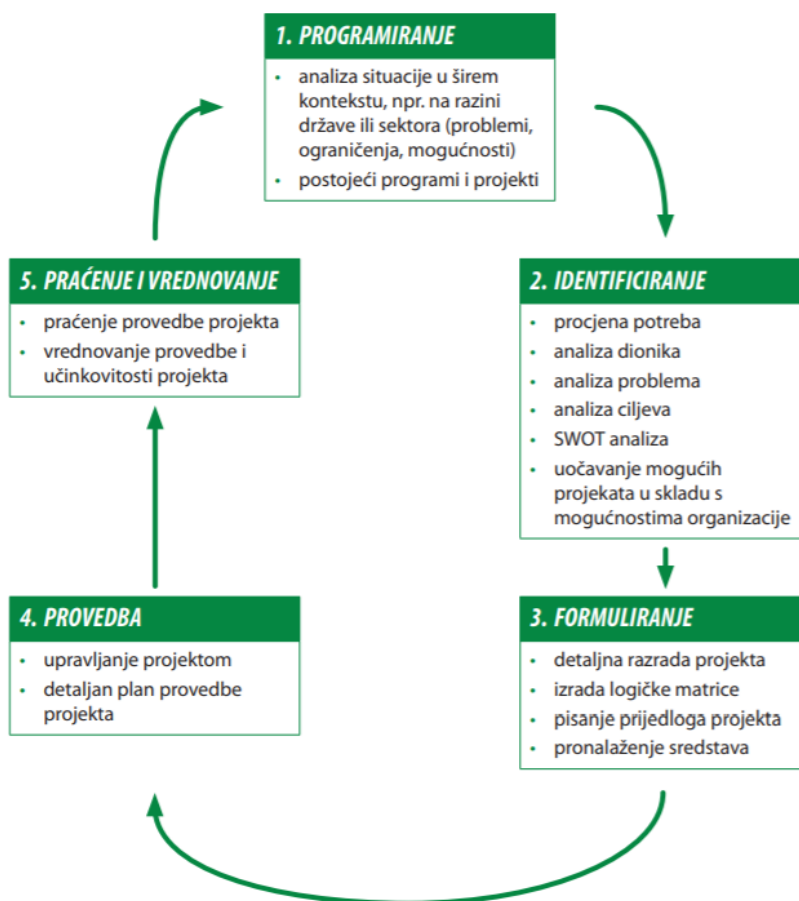 1. PROGRAMIRANJE
• analiza situacije u širem
kontekstu, npr. na razini
države ili sektora (problemi,
ograničenja, mogućnosti)
• postojeći programi i projekti
2. IDENTIFICIRANJE
• procjena potreba
• analiza dionika
• analiza problema
• analiza ciljeva
• SWOT analiza
• uočavanje mogućih
projekata u skladu s
mogućnostima organizacije
3. FORMULIRANJE
• detaljna razrada projekta
• izrada logičke matrice
• pisanje prijedloga projekta
• pronalaženje sredstava
4. PROVEDBA
• upravljanje projektom
• detaljan plan provedbe
projekta
5. PRAĆENJE I VREDNOVANJE
• praćenje provedbe projekta
• vrednovanje provedbe i
učinkovitosti projekta